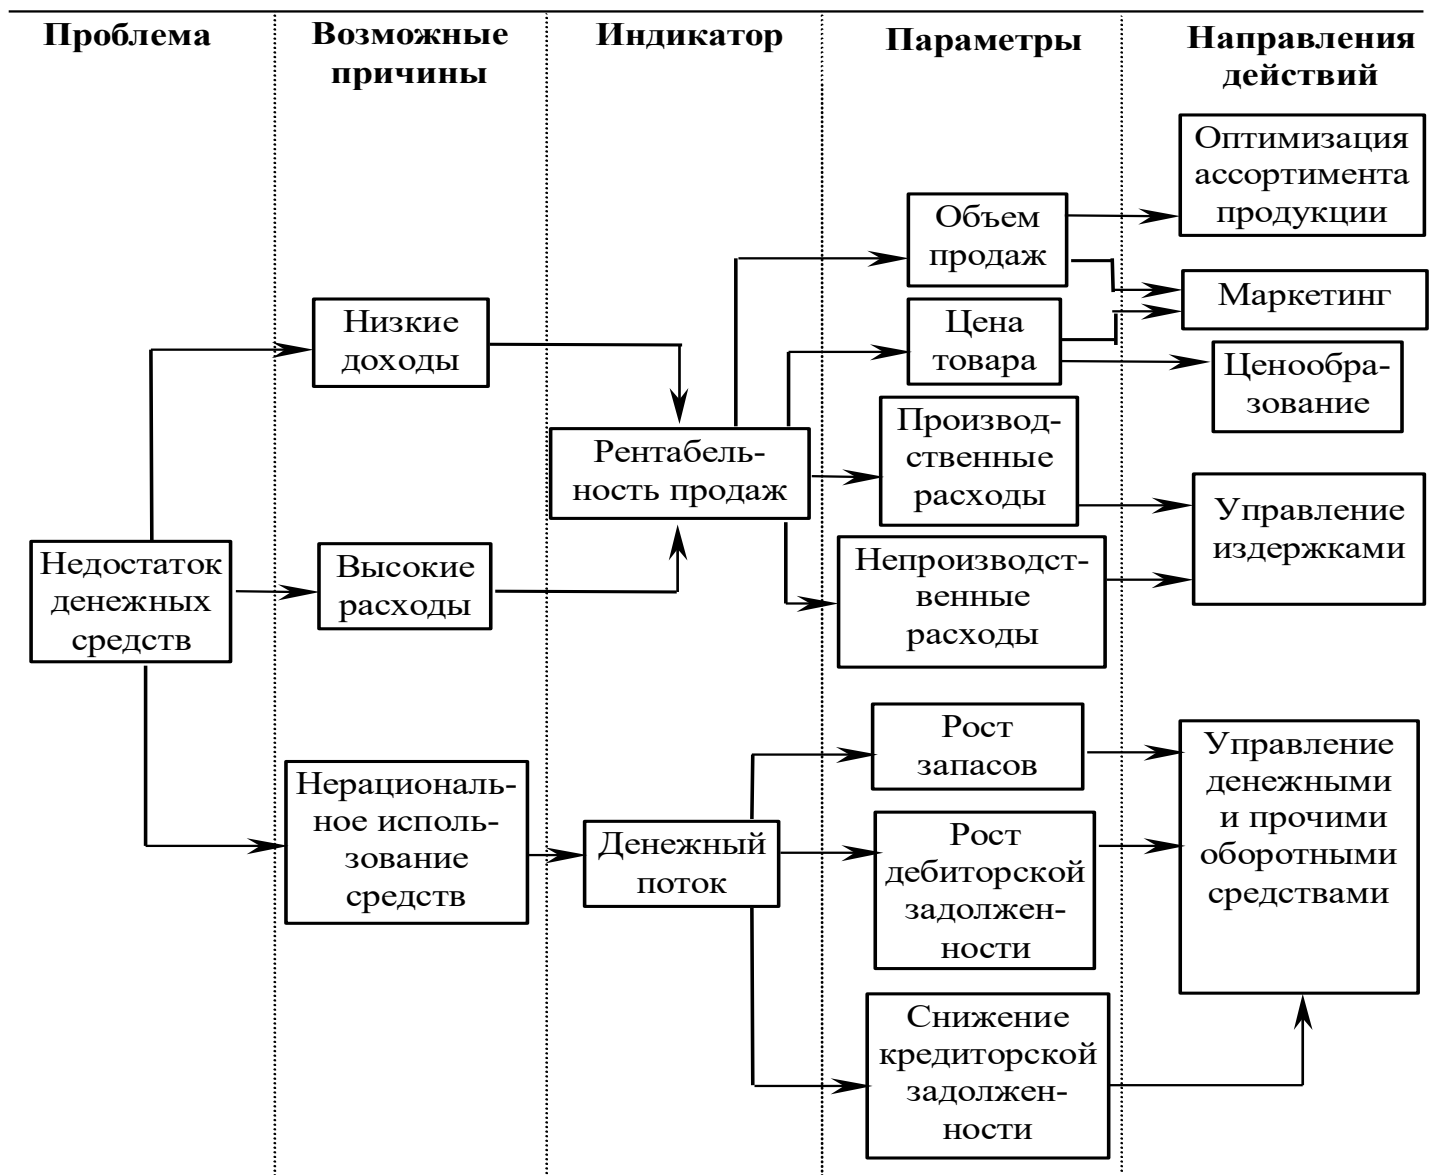 Проблема
Возможные
причины
Индикатор
Параметры
Направления
действий
Недостаток
денежных
средств
Низкие
доходы
Высокие
расходы
Нерациональ-
ное исполь-
зование
средств
Рентабель-
ность продаж
Денежный
поток
Объем
продаж
Цена
товара
Производ-
ственные
расходы
Непроизводст-
венные
расходы
Рост
запасов
Рост
дебиторской
задолжен-
ности
Снижение
кредиторской
задолжен-
ности
Оптимизация
ассортимента
продукции
Маркетинг
Ценообра-
зование
Управление
издержками
Управление
денежными
и прочими
оборотными
средствами